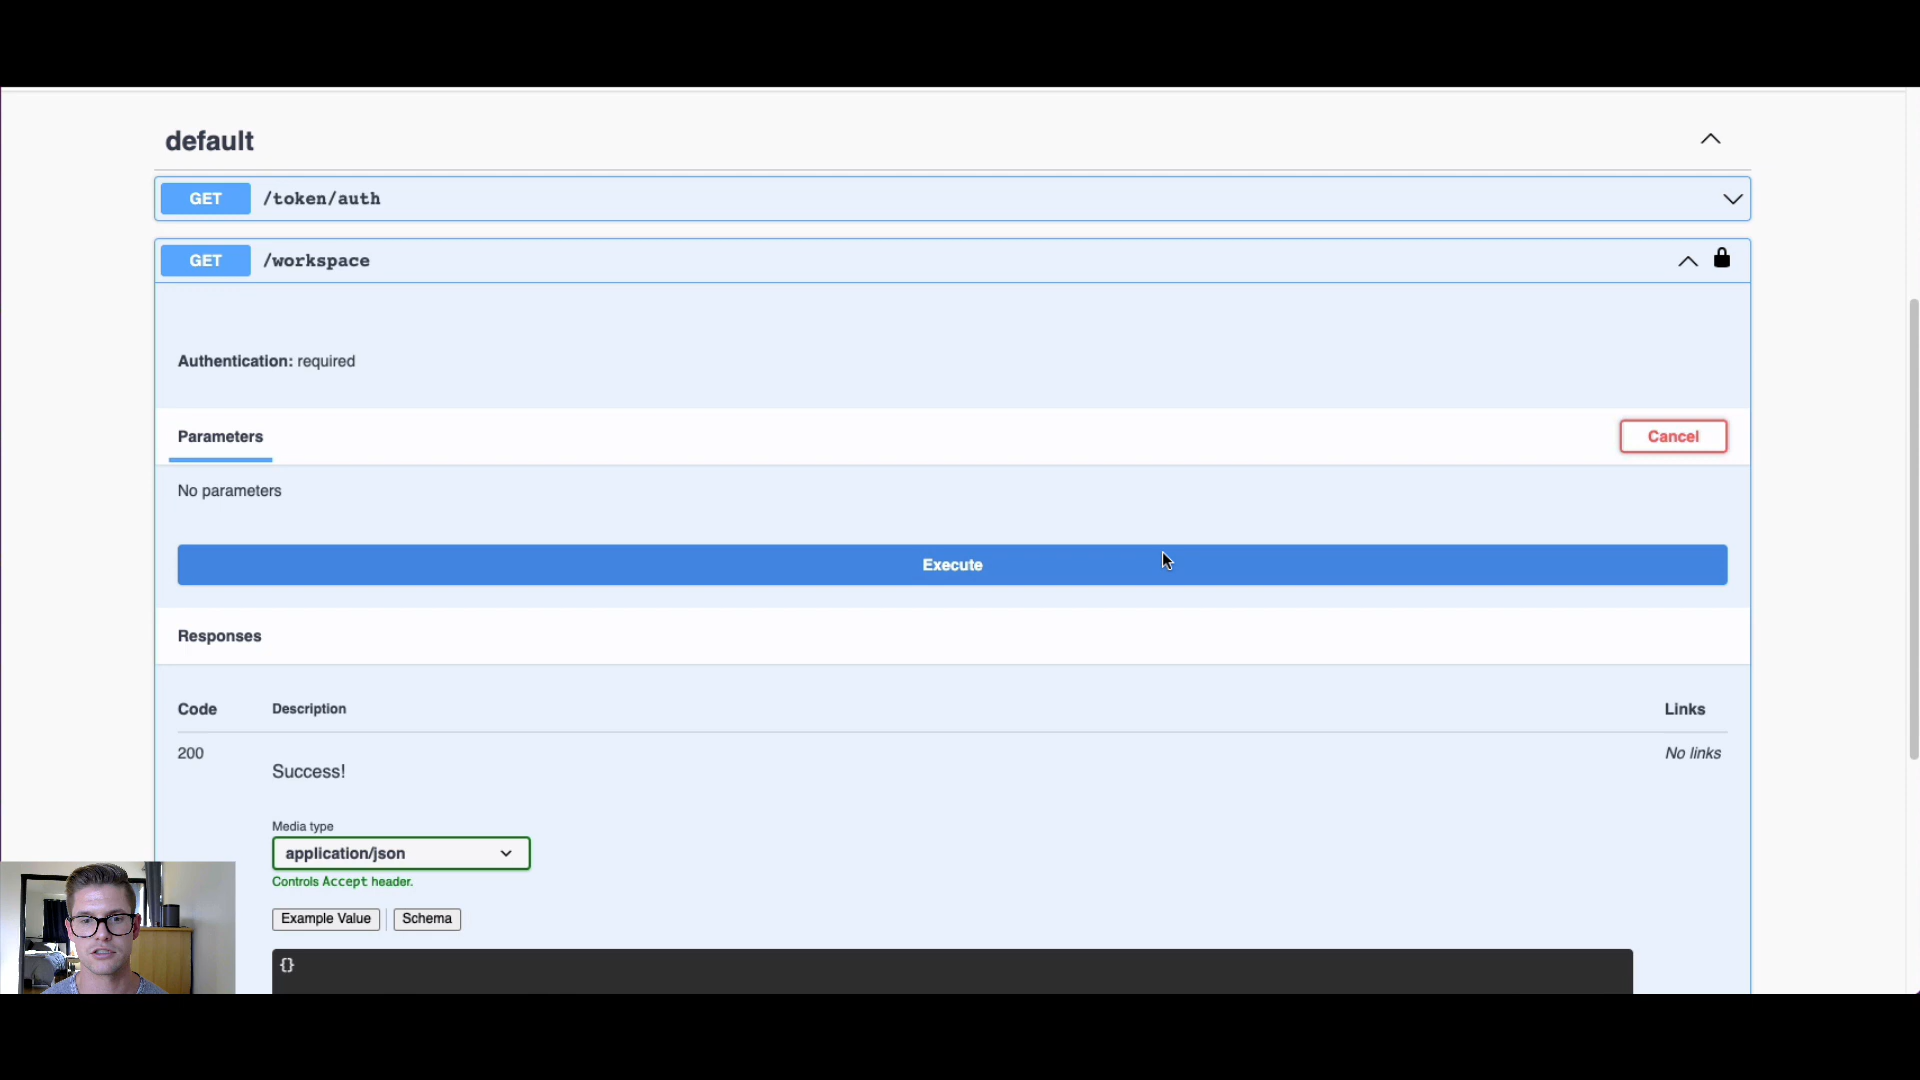 default
GET /token/auth
GET /workspace
Authentication: required
Parameters
Cancel
No parameters
Execute
Responses
Code Description Links
200 Success! No links
Media type
application/json
Controls Accept header.
Example Value Schema
{}